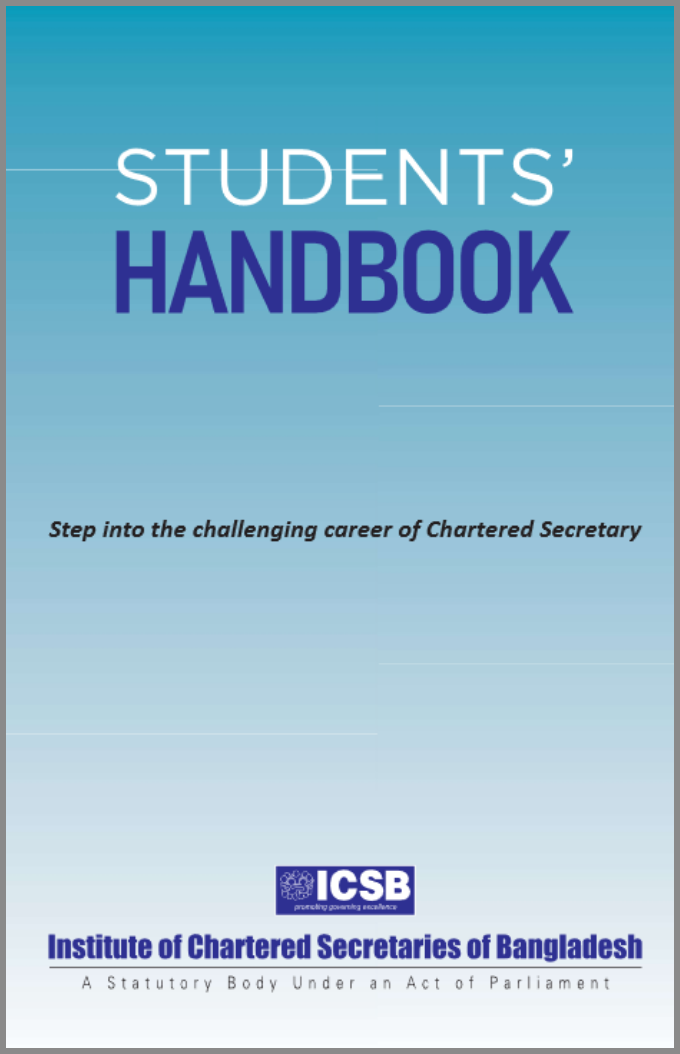 STUDENTS’
HANDBOOK
Step into the challenging career of Chartered Secretary
ICSB
promoting governing excellence
Institute of Chartered Secretaries of Bangladesh
A Statutory Body Under an Act of Parliament